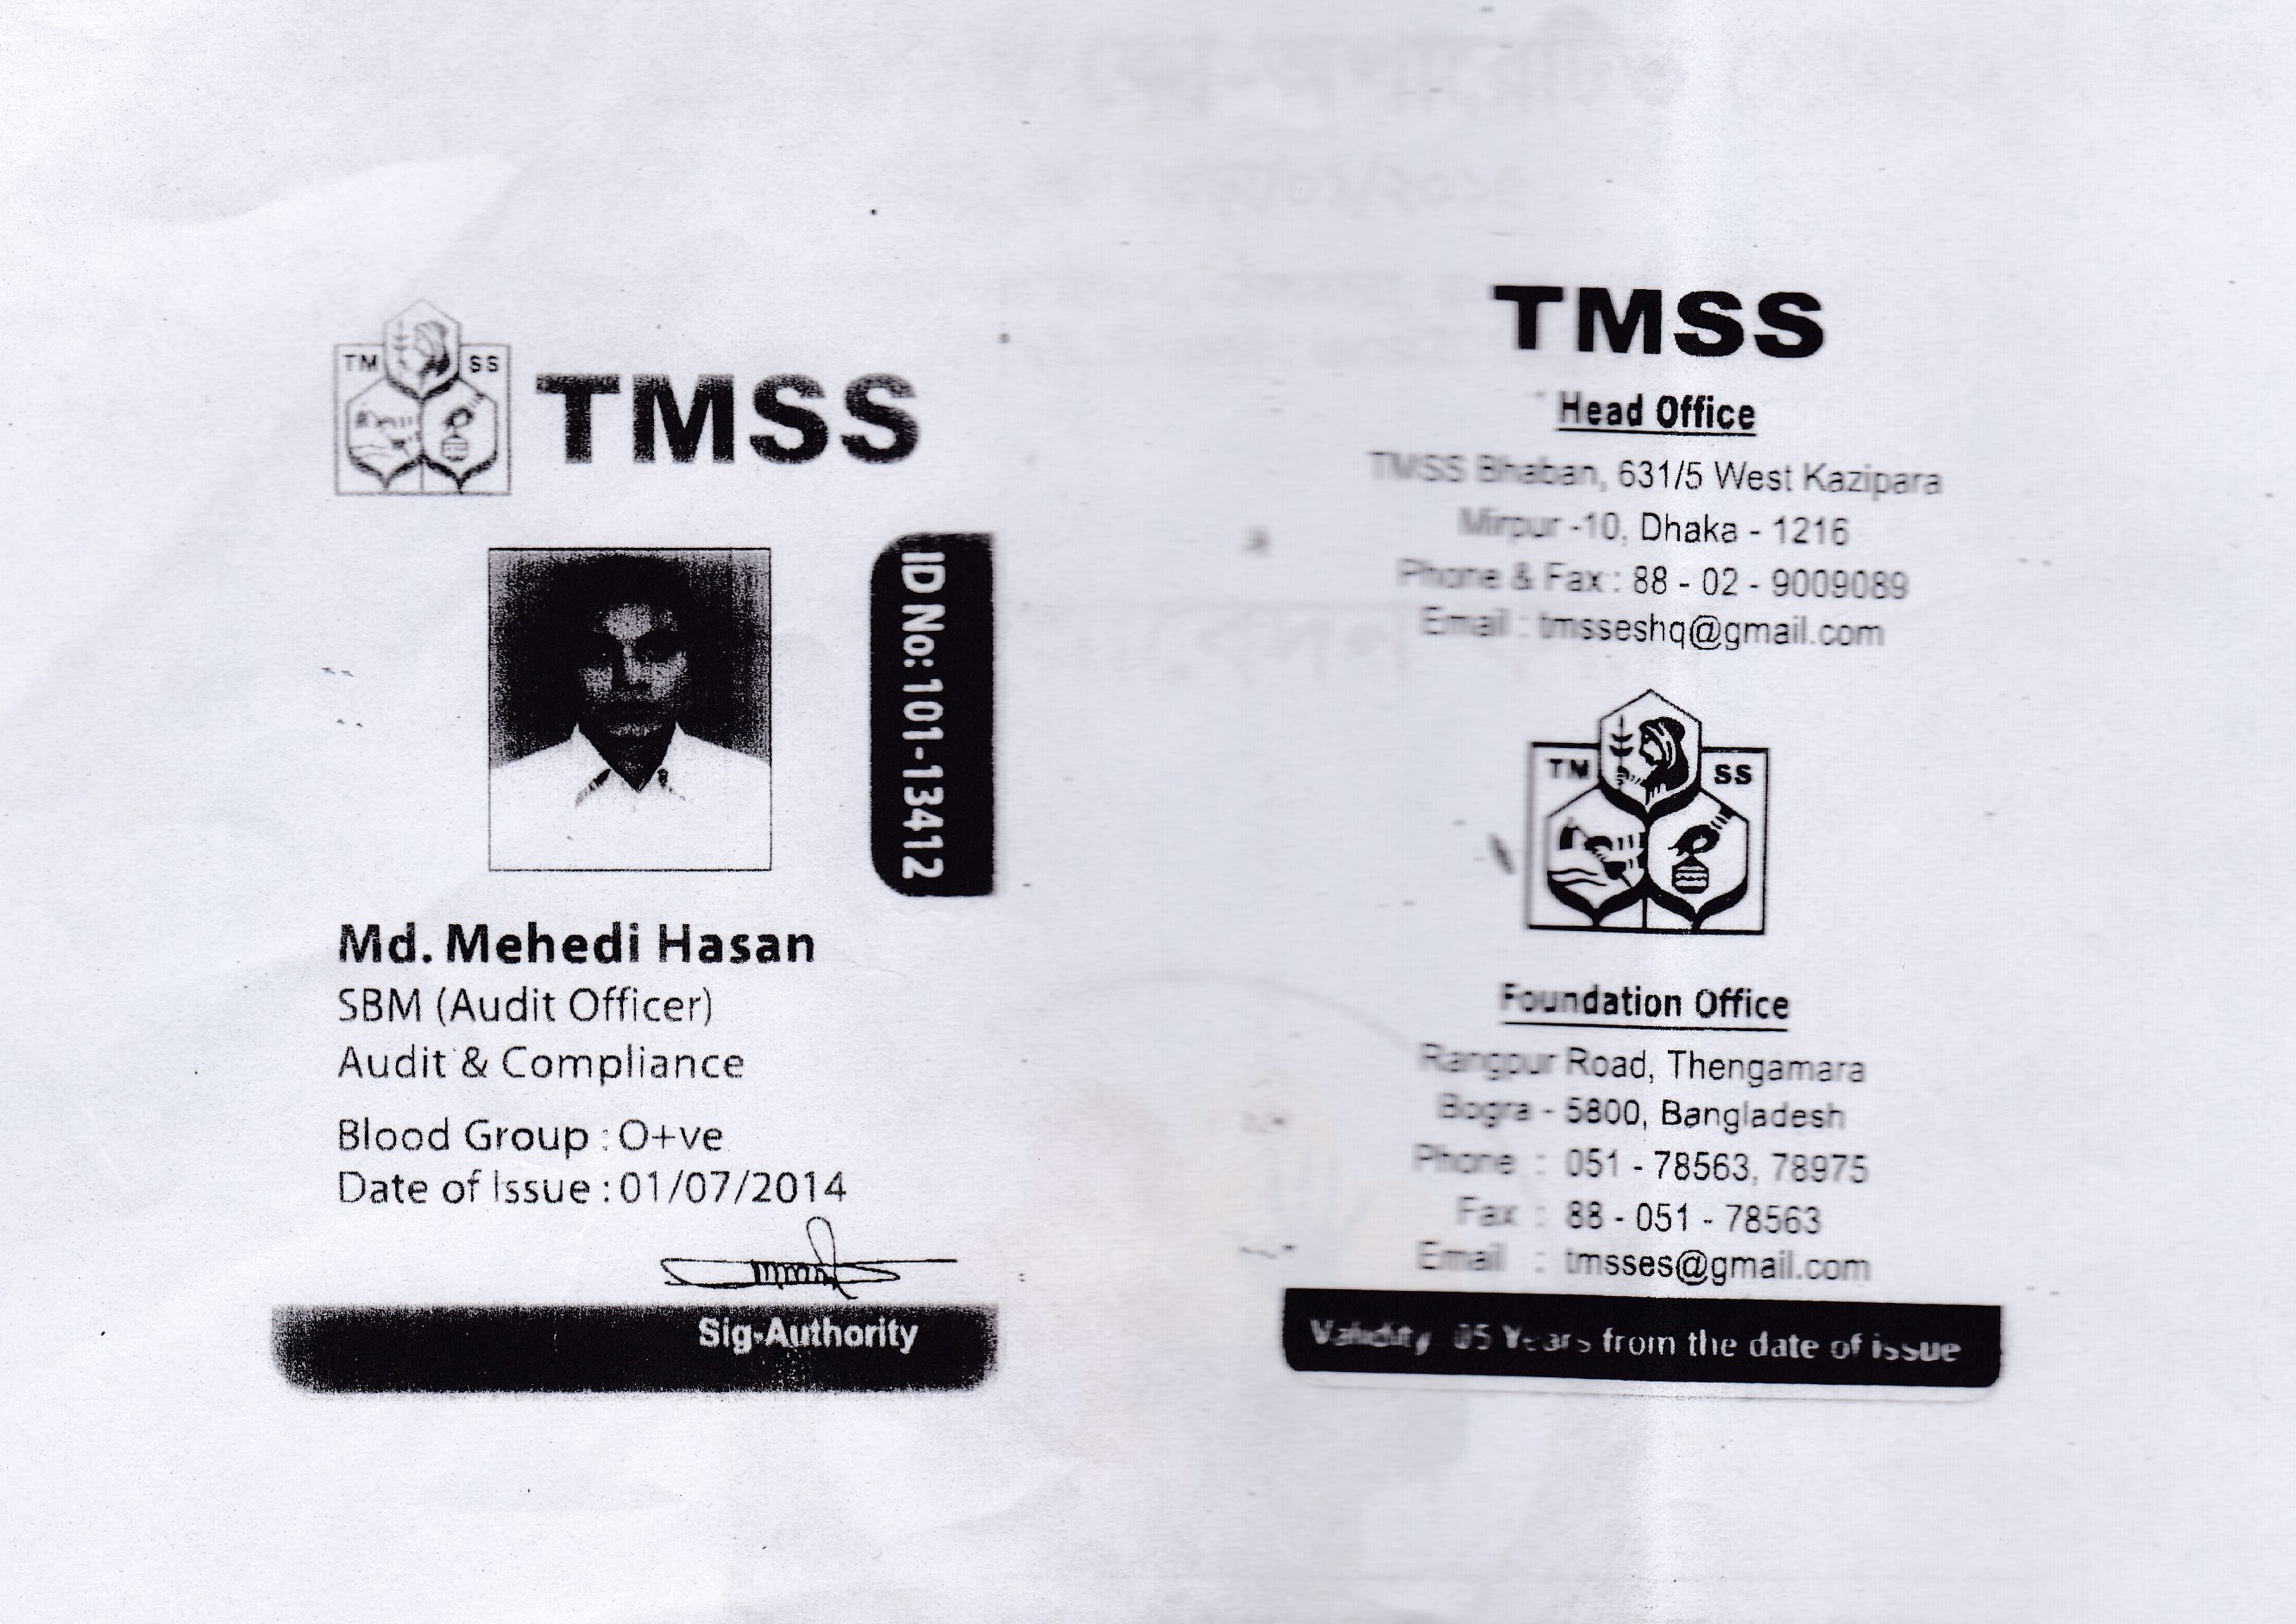 TM SS
TMSS
ID No: 101-13412
Md. Mehedi Hasan
SBM (Audit Officer)
Audit & Compliance
Blood Group : O+ve
Date of Issue : 01/07/2014
Sig-Authority
TMSS
Head Office
TMSS Bhaban, 631/5 West Kazipara
Mirpur -10, Dhaka - 1216
Phone & Fax : 88 - 02 - 9009089
Email : tmsseshq@gmail.com
TM SS
Foundation Office
Rangpur Road, Thengamara
Bogra - 5800, Bangladesh
Phone : 051 - 78563, 78975
Fax : 88 - 051 - 78563
Email : tmsses@gmail.com
Validity 05 Years from the date of issue